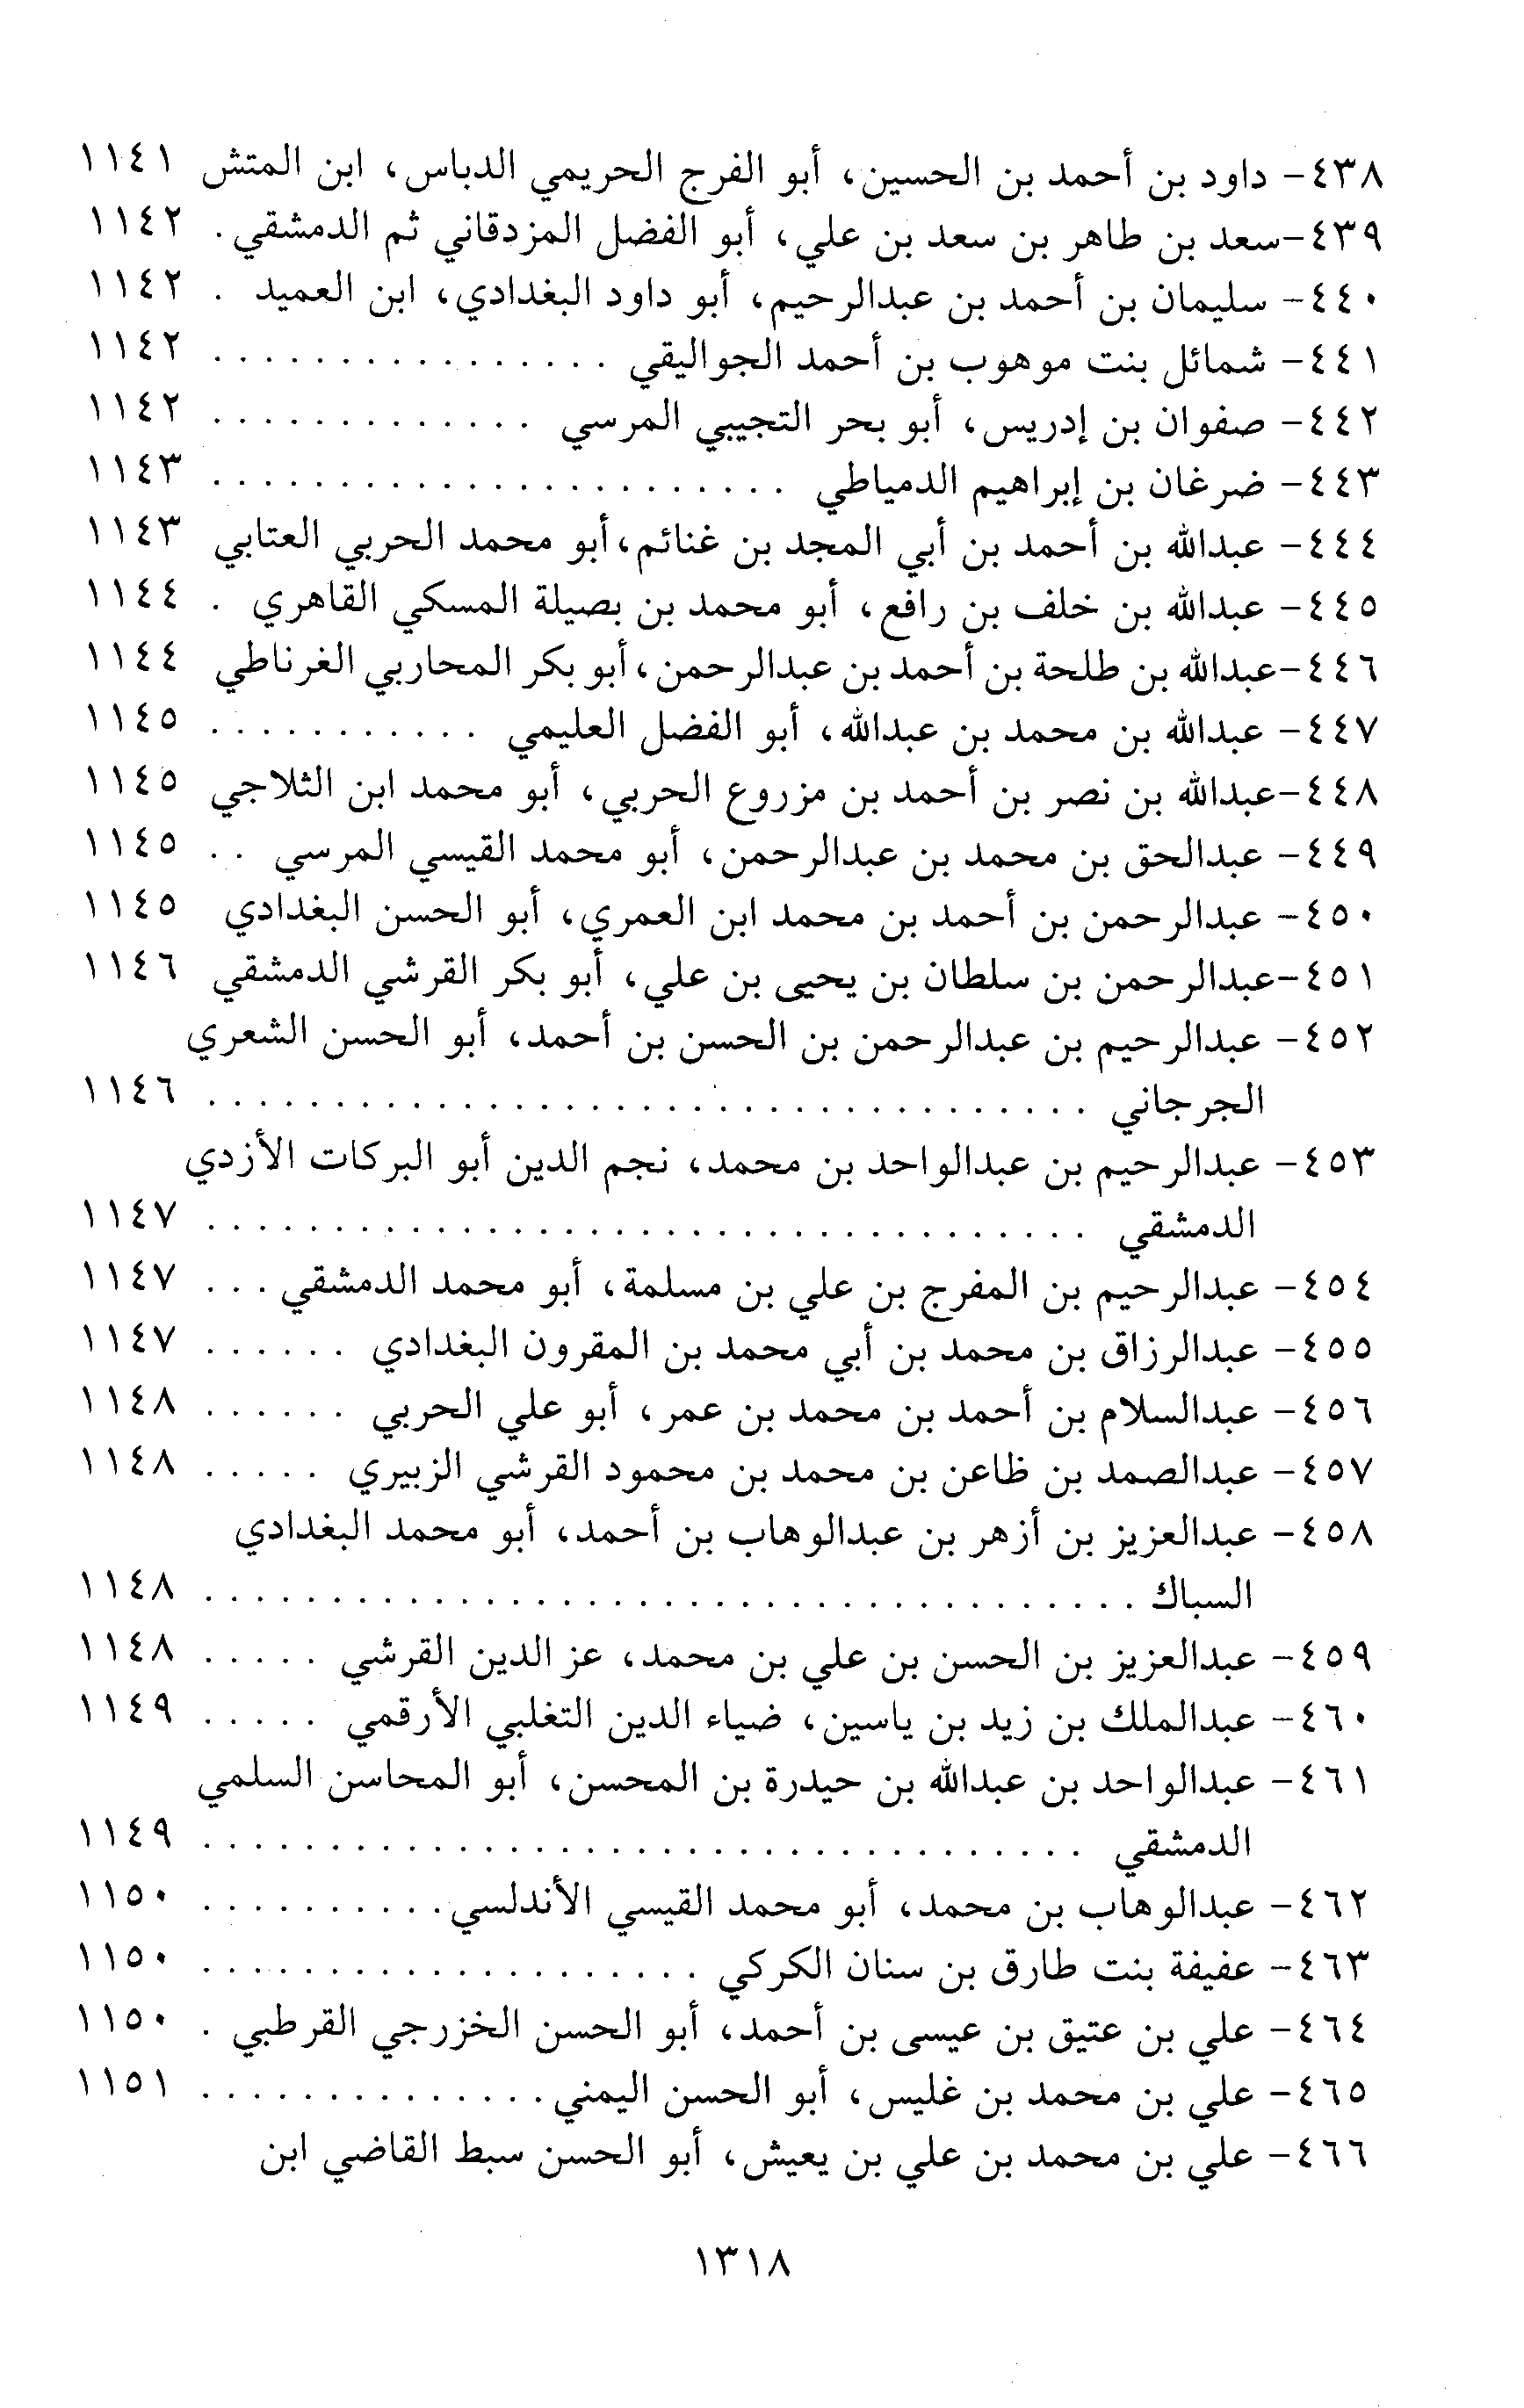 ٤٣٨- داود بن أحمد بن الحسين، أبو الفرج الحريمي الدباس، ابن المتش ١١٤١
٤٣٩-سعد بن طاهر بن سعد بن علي، أبو الفضل المزدقاني ثم الدمشقي . ١١٤٢
٤٤٠- سليمان بن أحمد بن عبدالرحيم، أبو داود البغدادي، ابن العميد . ١١٤٢
٤٤١- شمائل بنت موهوب بن أحمد الجواليقي . . . . . . . . . . . . . . . . ١١٤٢
٤٤٢- صفوان بن إدريس، أبو بحر التجيبي المرسي . . . . . . . . . . . . . ١١٤٢
٤٤٣- ضرغان بن إبراهيم الدمياطي . . . . . . . . . . . . . . . . . . . . . . . ١١٤٣
٤٤٤- عبدالله بن أحمد بن أبي المجد بن غنائم،أبو محمد الحربي العتابي ١١٤٣
٤٤٥- عبدالله بن خلف بن رافع، أبو محمد بن بصيلة المسكي القاهري . ١١٤٤
٤٤٦-عبدالله بن طلحة بن أحمد بن عبدالرحمن،أبو بكر المحاربي الغرناطي ١١٤٤
٤٤٧- عبدالله بن محمد بن عبدالله، أبو الفضل العليمي . . . . . . . . . . . ١١٤٥
٤٤٨-عبدالله بن نصر بن أحمد بن مزروع الحربي، أبو محمد ابن الثلاجي ١١٤٥
٤٤٩- عبدالحق بن محمد بن عبدالرحمن، أبو محمد القيسي المرسي . . ١١٤٥
٤٥٠- عبدالرحمن بن أحمد بن محمد ابن العمري، أبو الحسن البغدادي ١١٤٥
٤٥١-عبدالرحمن بن سلطان بن يحيى بن علي، أبو بكر القرشي الدمشقي ١١٤٦
٤٥٢- عبدالرحيم بن عبدالرحمن بن الحسن بن أحمد، أبو الحسن الشعري
الجرجاني . . . . . . . . . . . . . . . . . . . . . . . . . . . . . . . . . . . ١١٤٦
٤٥٣- عبدالرحيم بن عبدالواحد بن محمد، نجم الدين أبو البركات الأزدي
الدمشقي . . . . . . . . . . . . . . . . . . . . . . . . . . . . . . . . . . . ١١٤٧
٤٥٤- عبدالرحيم بن المفرج بن علي بن مسلمة، أبو محمد الدمشقي . . . ١١٤٧
٤٥٥- عبدالرزاق بن محمد بن أبي محمد بن المقرون البغدادي . . . . . . ١١٤٧
٤٥٦- عبدالسلام بن أحمد بن محمد بن عمر، أبو علي الحربي . . . . . . ١١٤٨
٤٥٧- عبدالصمد بن ظاعن بن محمد بن محمود القرشي الزبيري . . . . . ١١٤٨
٤٥٨- عبدالعزيز بن أزهر بن عبدالوهاب بن أحمد، أبو محمد البغدادي
السباك . . . . . . . . . . . . . . . . . . . . . . . . . . . . . . . . . . . . . ١١٤٨
٤٥٩- عبدالعزيز بن الحسن بن علي بن محمد، عز الدين القرشي . . . . . ١١٤٨
٤٦٠- عبدالملك بن زيد بن ياسين، ضياء الدين التغلبي الأرقمي . . . . . ١١٤٩
٤٦١- عبدالواحد بن عبدالله بن حيدرة بن المحسن، أبو المحاسن السلمي
الدمشقي . . . . . . . . . . . . . . . . . . . . . . . . . . . . . . . . . . . ١١٤٩
٤٦٢- عبدالوهاب بن محمد، أبو محمد القيسي الأندلسي. . . . . . . . . . ١١٥٠
٤٦٣- عفيفة بنت طارق بن سنان الكركي . . . . . . . . . . . . . . . . . . . . ١١٥٠
٤٦٤- علي بن عتيق بن عيسى بن أحمد، أبو الحسن الخزرجي القرطبي . ١١٥٠
٤٦٥- علي بن محمد بن غليس، أبو الحسن اليمني. . . . . . . . . . . . . . ١١٥١
٤٦٦- علي بن محمد بن علي بن يعيش، أبو الحسن سبط القاضي ابن
١٣١٨